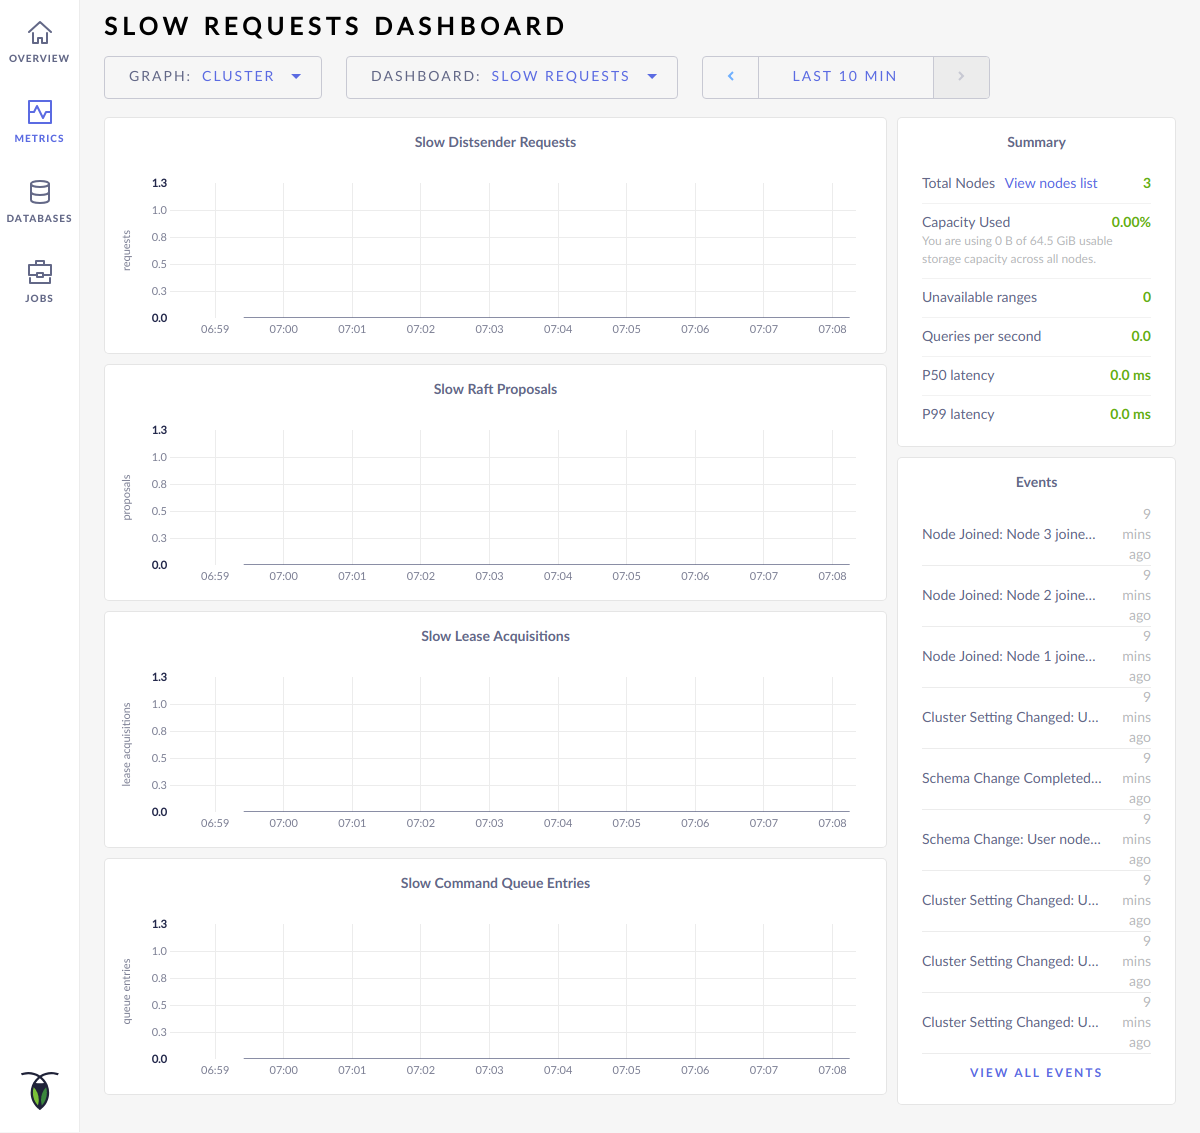 SLOW REQUESTS DASHBOARD
OVERVIEW
METRICS
DATABASES
JOBS
GRAPH: CLUSTER
DASHBOARD: SLOW REQUESTS
LAST 10 MIN
Slow Distsender Requests
requests
1.3
1.0
0.8
0.5
0.3
0.0
06:59 07:00 07:01 07:02 07:03 07:04 07:05 07:06 07:07 07:08
Slow Raft Proposals
proposals
1.3
1.0
0.8
0.5
0.3
0.0
06:59 07:00 07:01 07:02 07:03 07:04 07:05 07:06 07:07 07:08
Slow Lease Acquisitions
lease acquisitions
1.3
1.0
0.8
0.5
0.3
0.0
06:59 07:00 07:01 07:02 07:03 07:04 07:05 07:06 07:07 07:08
Slow Command Queue Entries
queue entries
1.3
1.0
0.8
0.5
0.3
0.0
06:59 07:00 07:01 07:02 07:03 07:04 07:05 07:06 07:07 07:08
Summary
Total Nodes View nodes list 3
Capacity Used 0.00%
You are using 0 B of 64.5 GiB usable
storage capacity across all nodes.
Unavailable ranges 0
Queries per second 0.0
P50 latency 0.0 ms
P99 latency 0.0 ms
Events
Node Joined: Node 3 joine...
9
mins
ago
Node Joined: Node 2 joine...
9
mins
ago
Node Joined: Node 1 joine...
9
mins
ago
Cluster Setting Changed: U...
9
mins
ago
Schema Change Completed...
9
mins
ago
Schema Change: User node...
9
mins
ago
Cluster Setting Changed: U...
9
mins
ago
Cluster Setting Changed: U...
9
mins
ago
Cluster Setting Changed: U...
9
mins
ago
VIEW ALL EVENTS